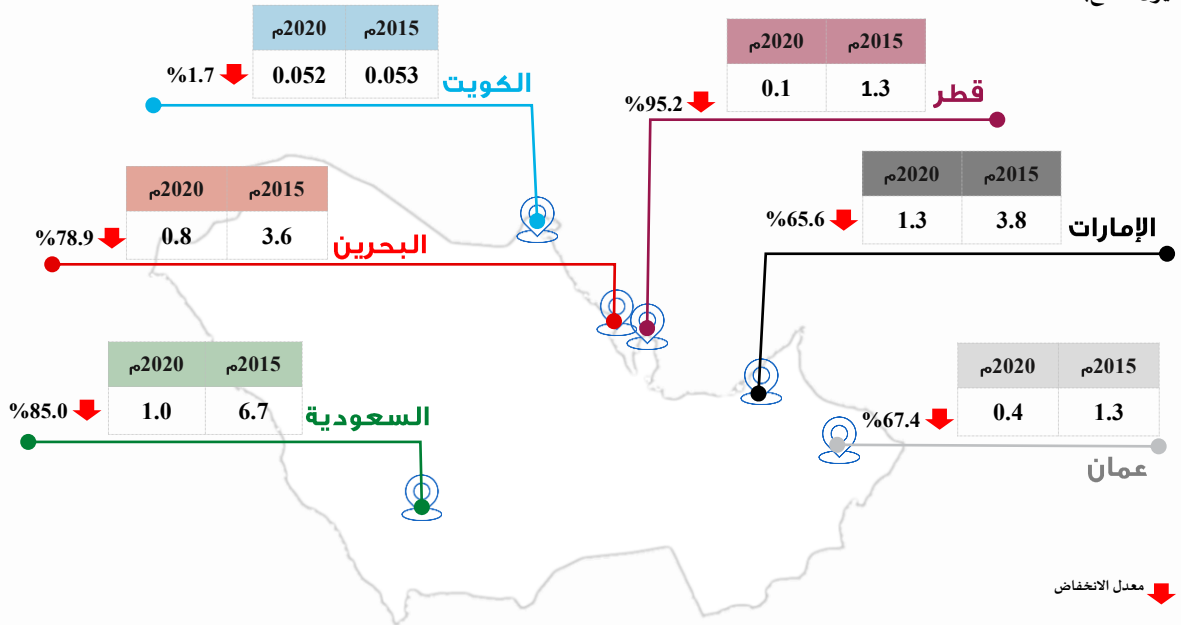 الكويت
2015م 2020م
0.053 0.052
%1.7
قطر
2015م 2020م
1.3 0.1
%95.2
الإمارات
2015م 2020م
3.8 1.3
%65.6
البحرين
2015م 2020م
3.6 0.8
%78.9
السعودية
2015م 2020م
6.7 1.0
%85.0
عمان
2015م 2020م
1.3 0.4
%67.4
معدل الانخفاض